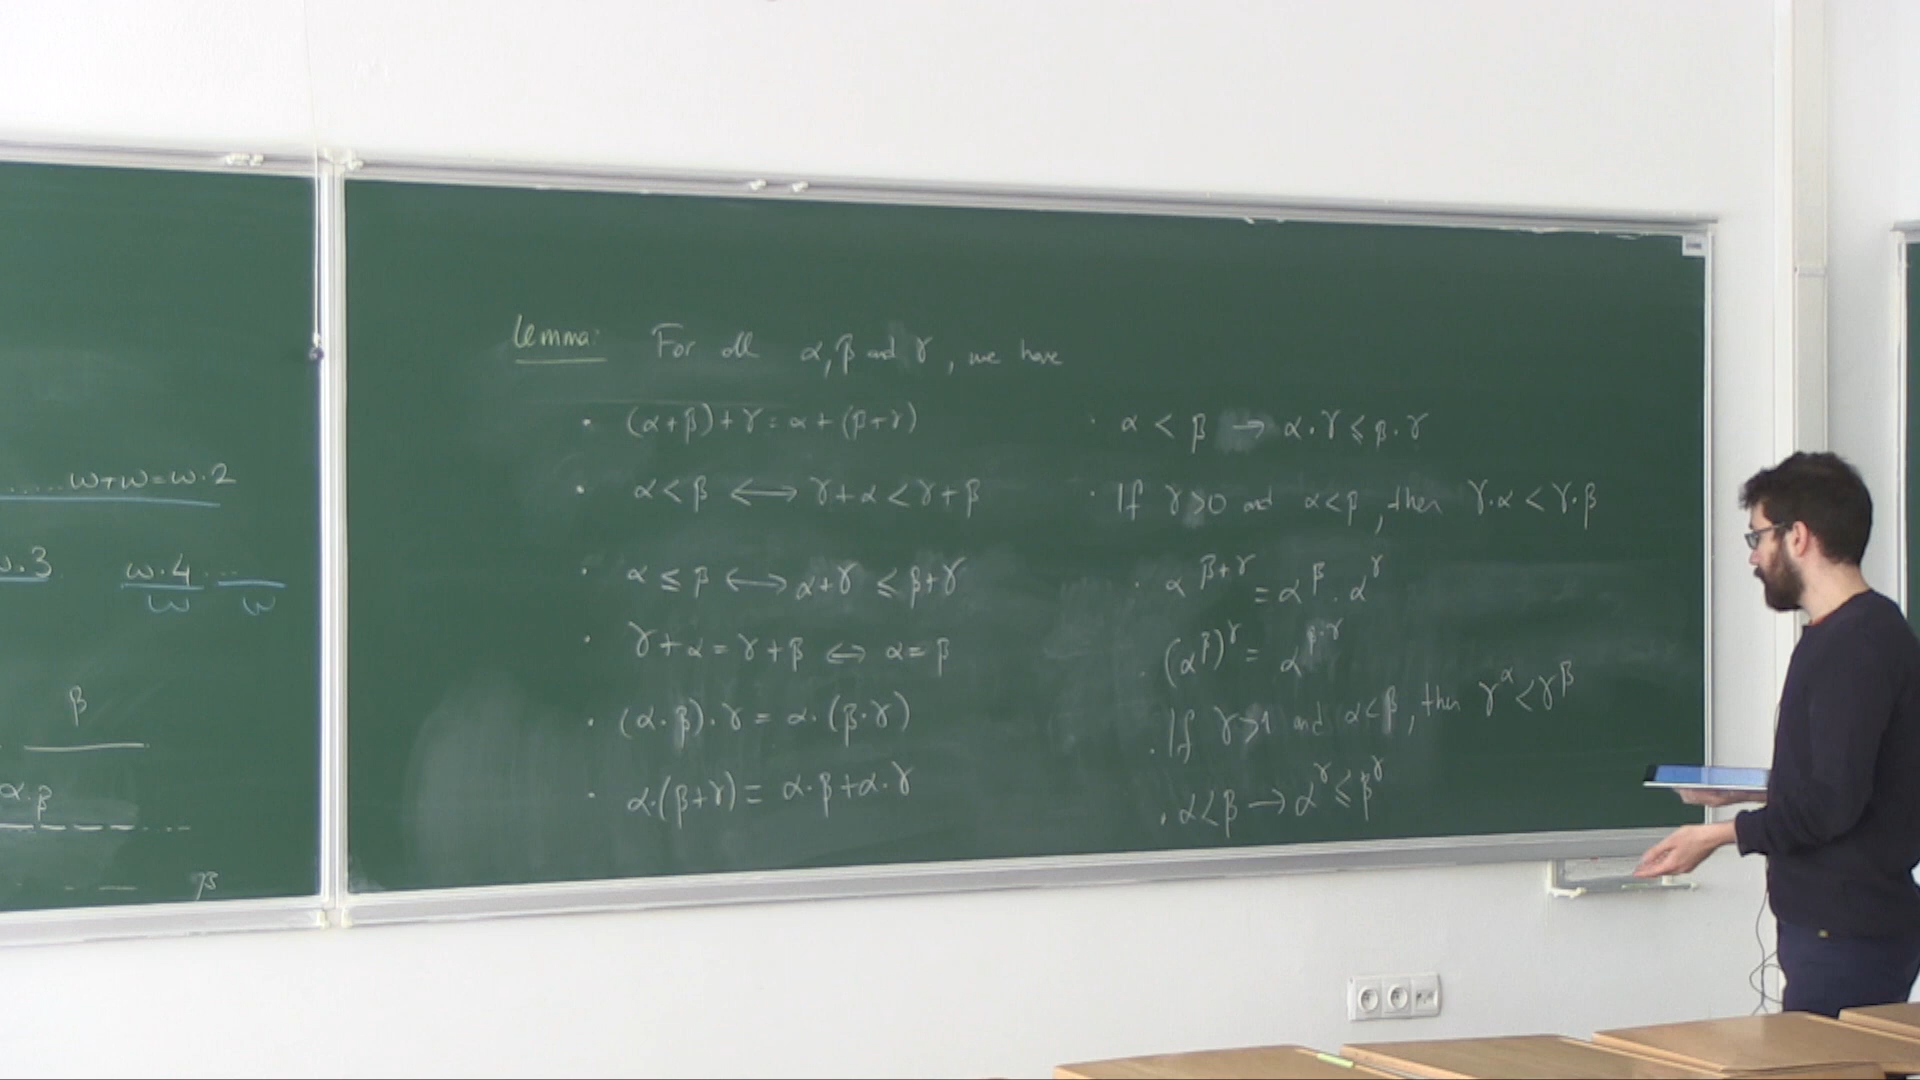 .....ω+ω=ω·2
ω·3 ω·4 ...
ω ω
β
α·β
β
Lemma: For all α, β and γ, we have
· (α+β)+γ = α+(β+γ)
· α < β ⟷ γ+α < γ+β
· α ≤ β ⟷ α+γ ≤ β+γ
· γ+α = γ+β ⟷ α = β
· (α·β)·γ = α·(β·γ)
· α·(β+γ) = α·β+α·γ
· α < β → α·γ ≤ β·γ
· If γ>0 and α<β, then γ·α < γ·β
· α^{β+γ} = α^β · α^γ
· (α^β)^γ = α^{β·γ}
· If γ>1 and α<β, then γ^α < γ^β
· α<β → α^γ ≤ β^γ